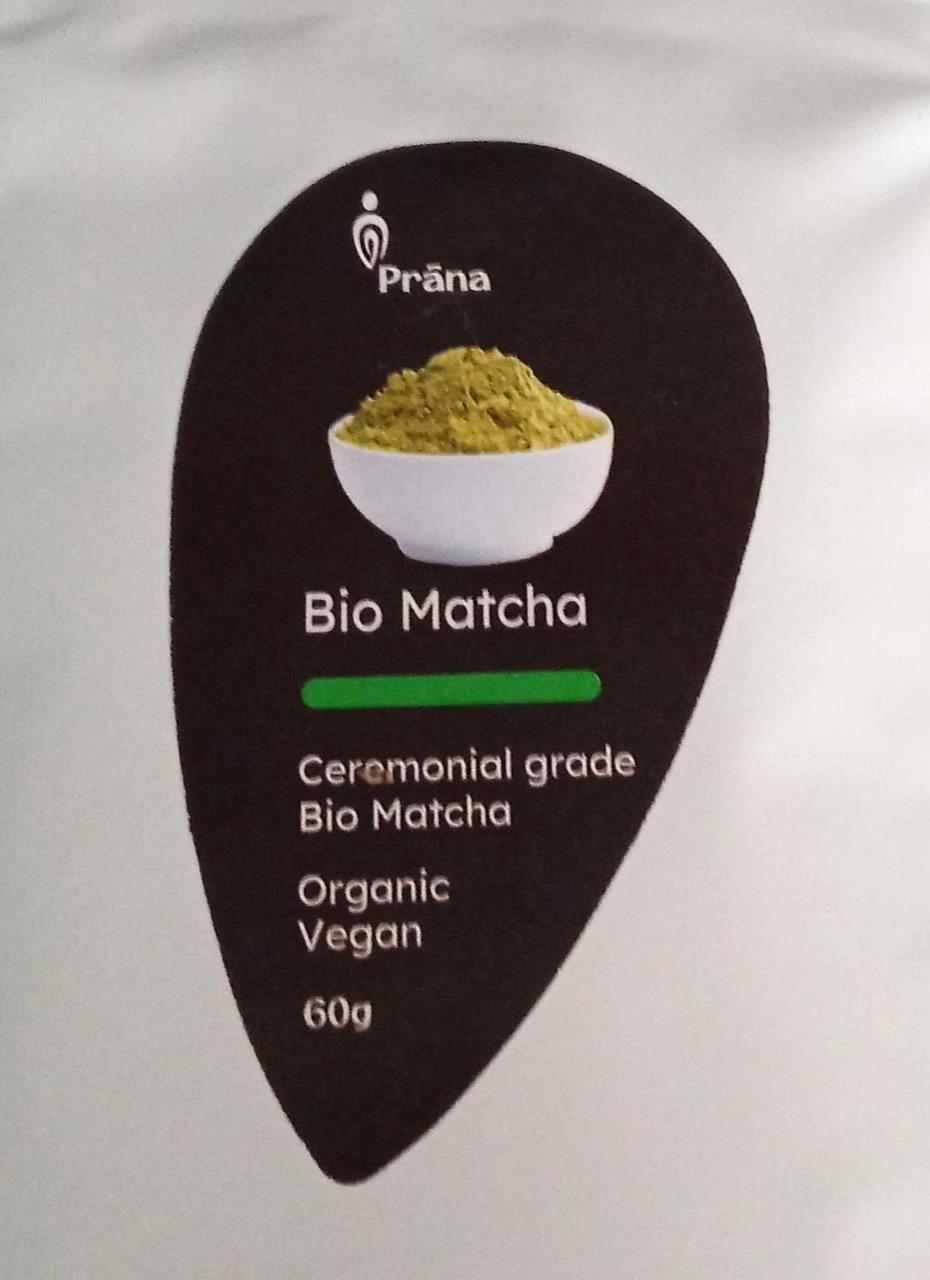 Prāna
Bio Matcha
Ceremonial grade
Bio Matcha
Organic
Vegan
60g